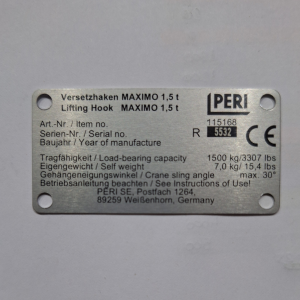 Versetzhaken MAXIMO 1,5 t
Lifting Hook MAXIMO 1,5 t
PERI
Art.-Nr. / Item no. 115168
Serien-Nr. / Serial no. R 5532
Baujahr / Year of manufacture
CE
Tragfähigkeit / Load-bearing capacity 1500 kg/3307 lbs
Eigengewicht / Self weight 7,0 kg/ 15,4 lbs
Gehängeneigungswinkel / Crane sling angle max. 30°
Betriebsanleitung beachten / See Instructions of Use!
PERI SE, Postfach 1264,
89259 Weißenhorn, Germany